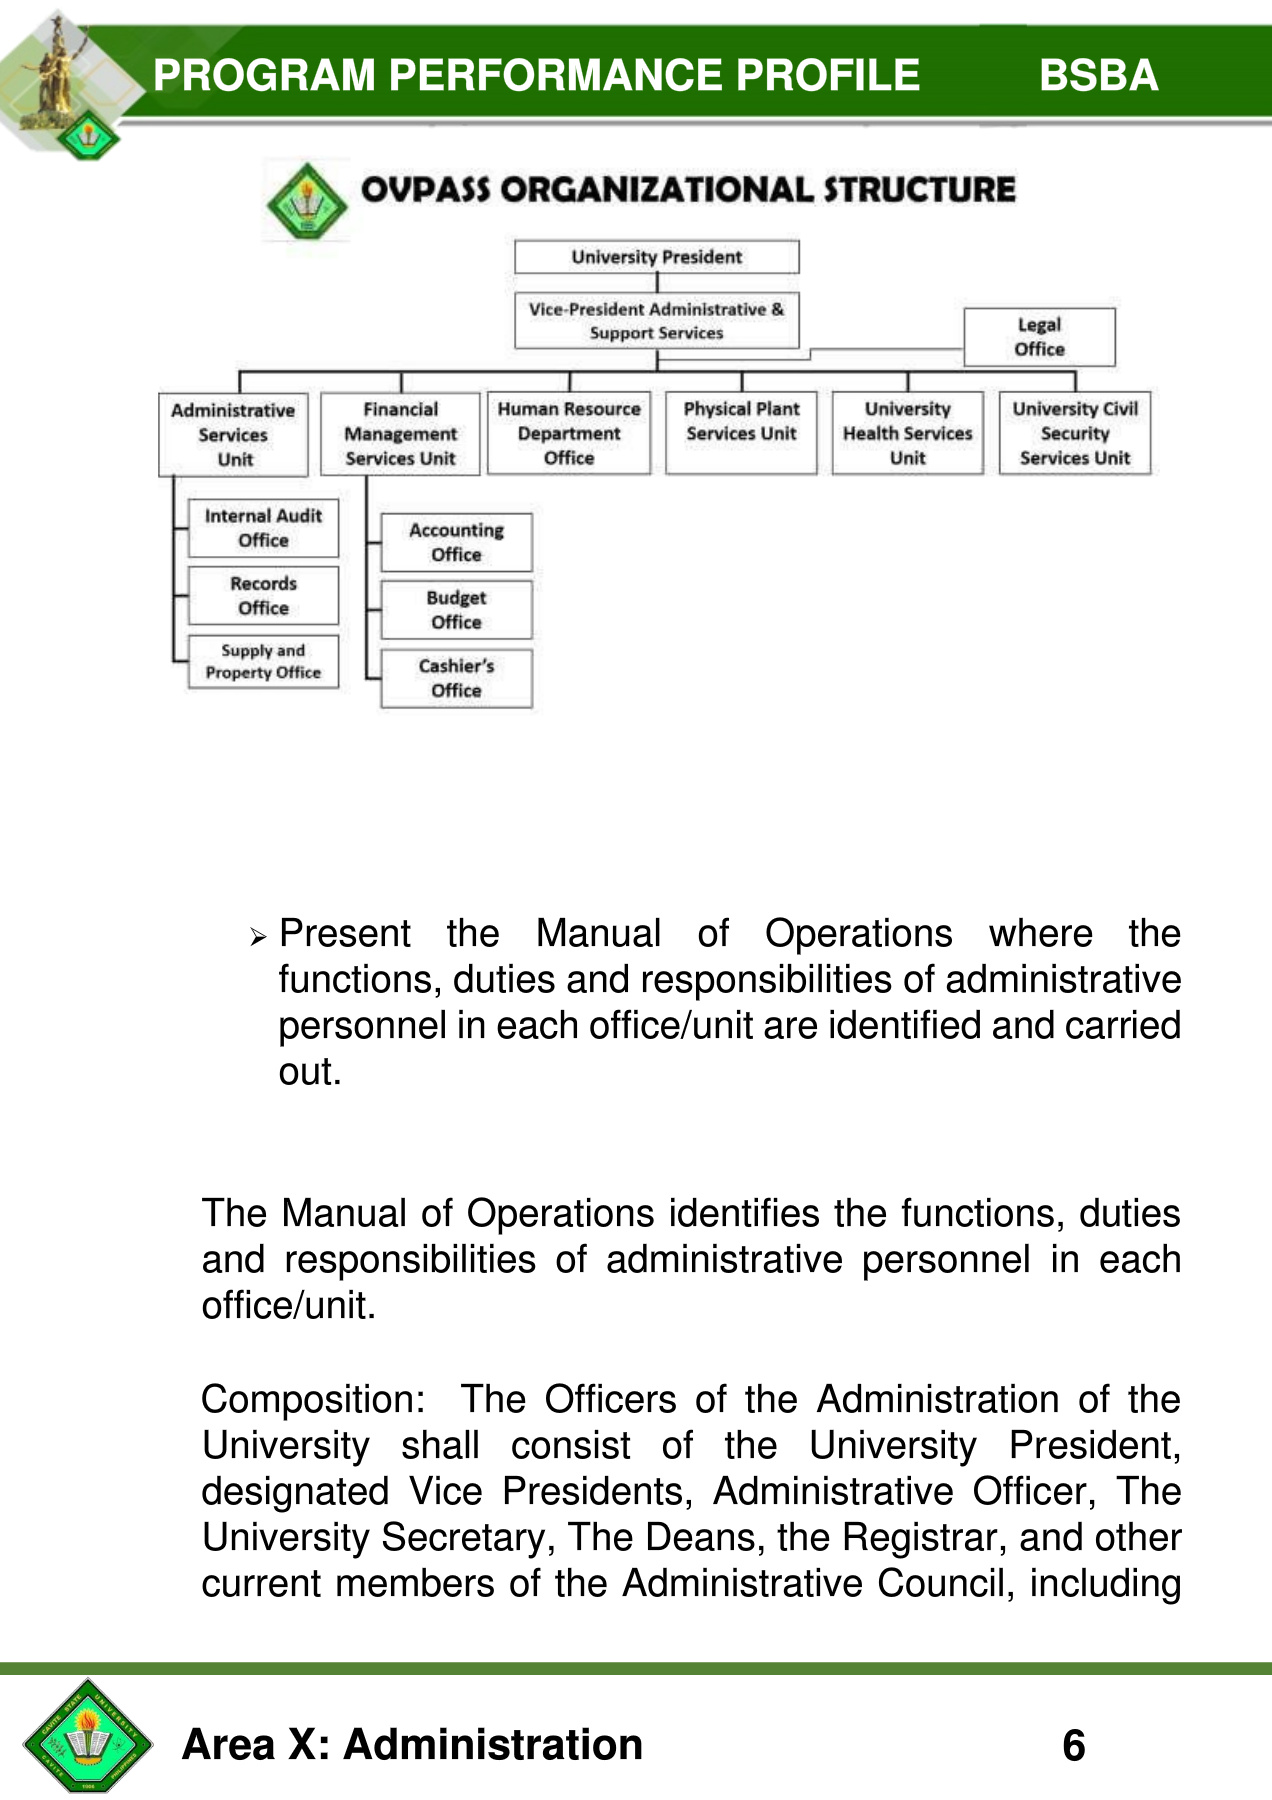 PROGRAM PERFORMANCE PROFILE BSBA
OVPASS ORGANIZATIONAL STRUCTURE
University President
Vice-President Administrative &
Support Services
Legal
Office
Administrative
Services
Unit
Financial
Management
Services Unit
Human Resource
Department
Office
Physical Plant
Services Unit
University
Health Services
Unit
University Civil
Security
Services Unit
Internal Audit
Office
Records
Office
Supply and
Property Office
Accounting
Office
Budget
Office
Cashier's
Office
➢ Present the Manual of Operations where the
functions, duties and responsibilities of administrative
personnel in each office/unit are identified and carried
out.
The Manual of Operations identifies the functions, duties
and responsibilities of administrative personnel in each
office/unit.
Composition: The Officers of the Administration of the
University shall consist of the University President,
designated Vice Presidents, Administrative Officer, The
University Secretary, The Deans, the Registrar, and other
current members of the Administrative Council, including
CAVITE STATE UNIVERSITY
CAVITE PHILIPPINES
1906
Area X: Administration 6